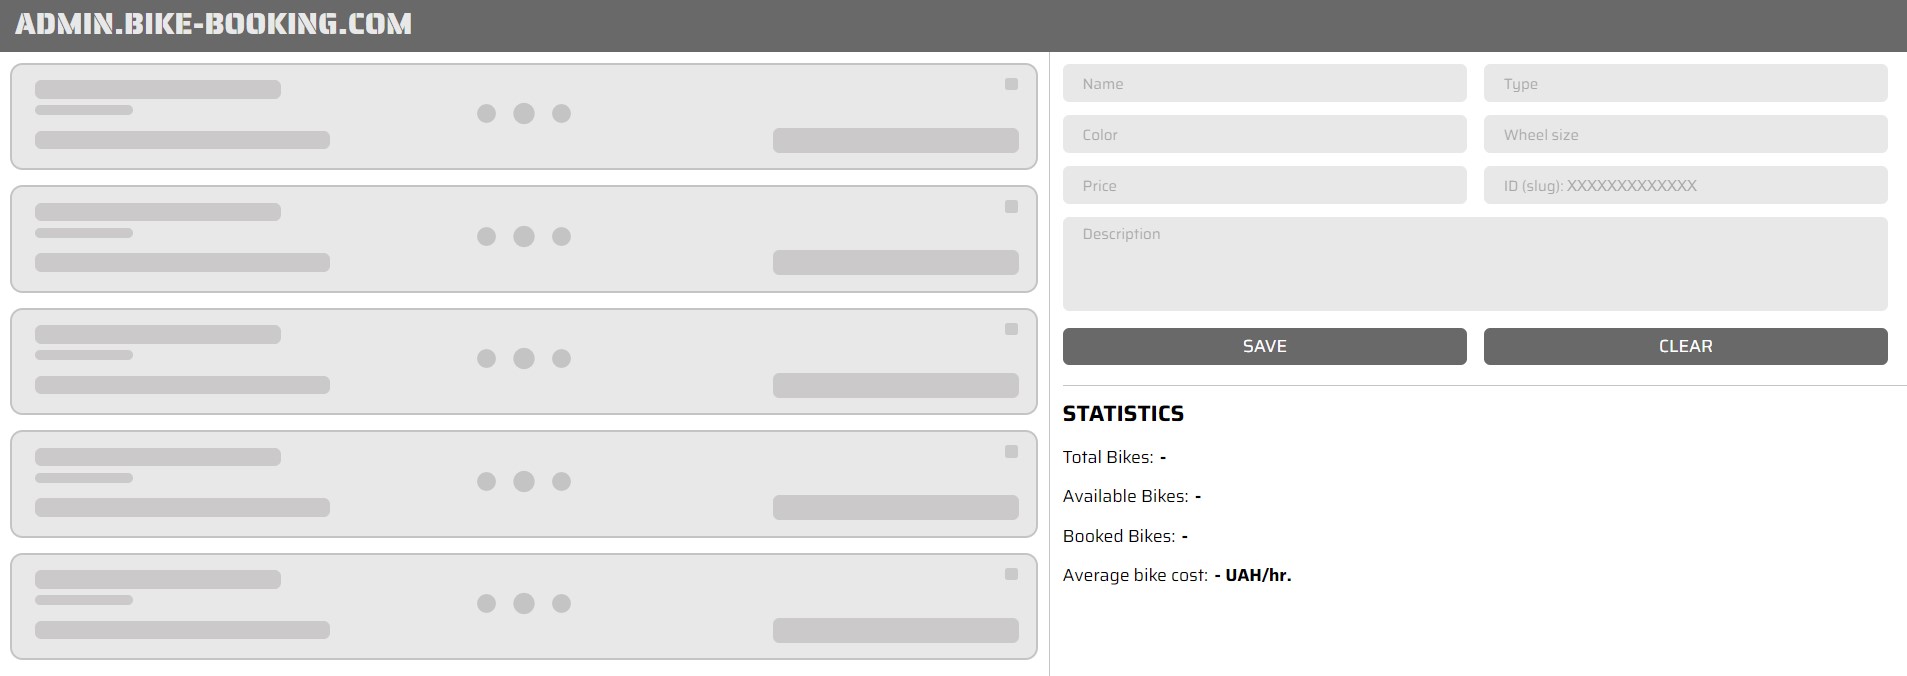 ADMIN.BIKE-BOOKING.COM
Name
Type
Color
Wheel size
Price
ID (slug): XXXXXXXXXXXXX
Description
SAVE
CLEAR
STATISTICS
Total Bikes: -
Available Bikes: -
Booked Bikes: -
Average bike cost: - UAH/hr.